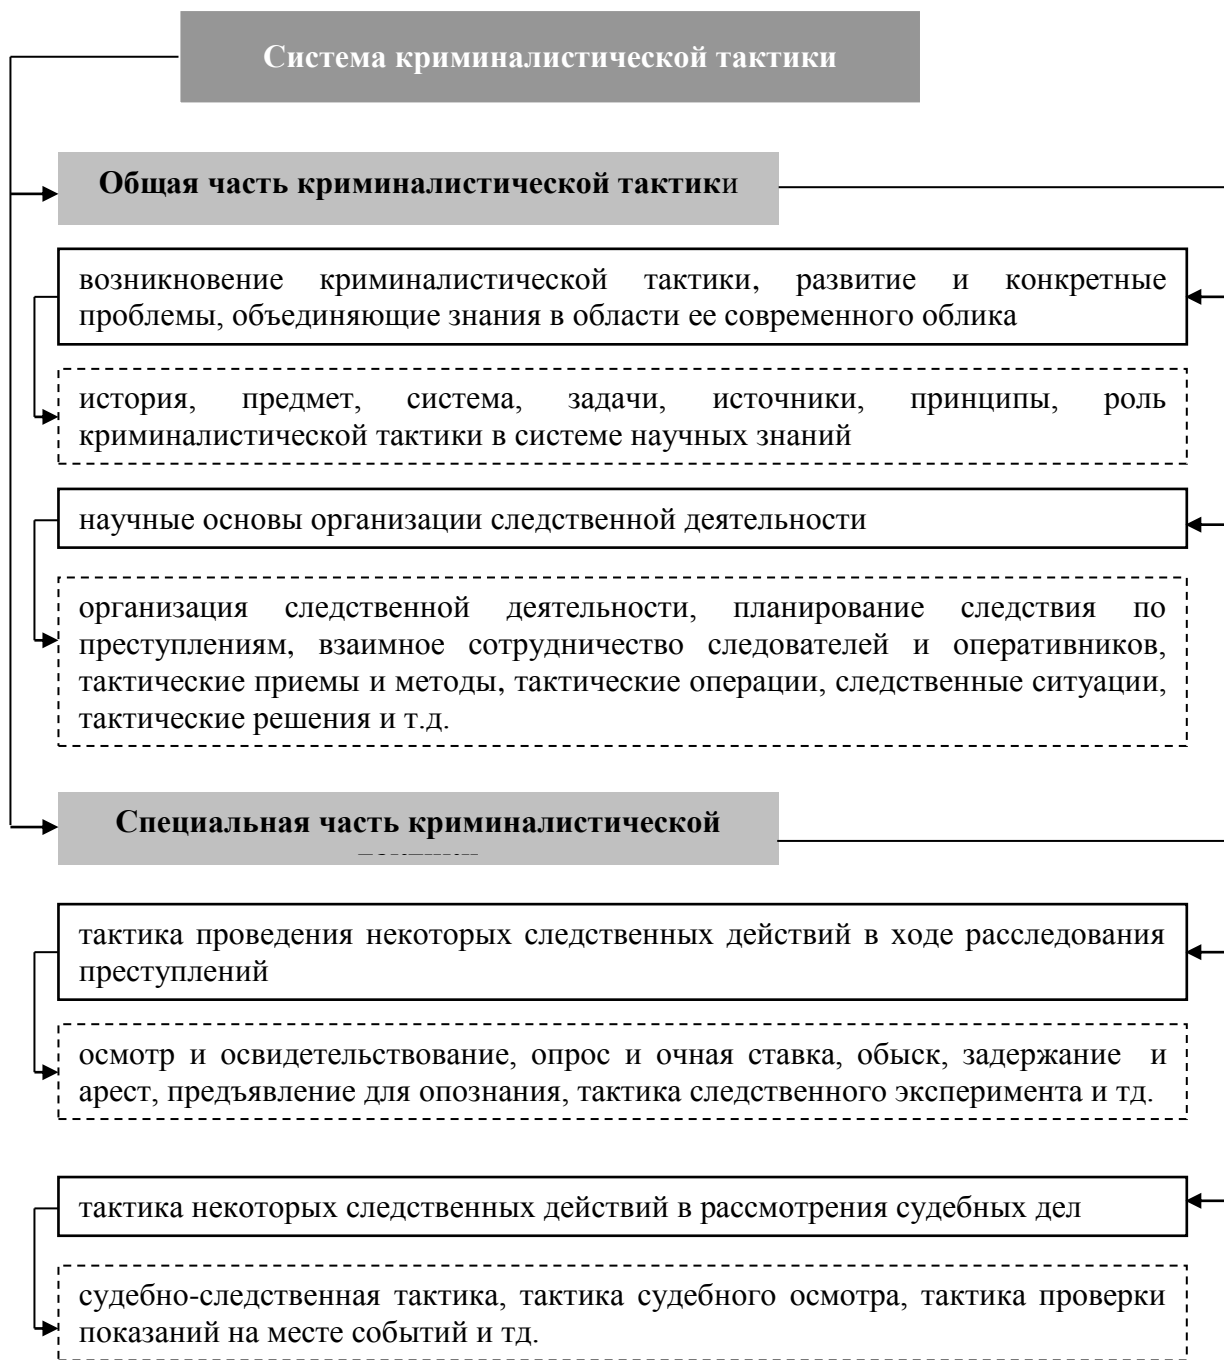 Система криминалистической тактики
Общая часть криминалистической тактики
возникновение криминалистической тактики, развитие и конкретные
проблемы, объединяющие знания в области ее современного облика
история, предмет, система, задачи, источники, принципы, роль
криминалистической тактики в системе научных знаний
научные основы организации следственной деятельности
организация следственной деятельности, планирование следствия по
преступлениям, взаимное сотрудничество следователей и оперативников,
тактические приемы и методы, тактические операции, следственные ситуации,
тактические решения и т.д.
Специальная часть криминалистической
тактика проведения некоторых следственных действий в ходе расследования
преступлений
осмотр и освидетельствование, опрос и очная ставка, обыск, задержание и
арест, предъявление для опознания, тактика следственного эксперимента и тд.
тактика некоторых следственных действий в рассмотрения судебных дел
судебно-следственная тактика, тактика судебного осмотра, тактика проверки
показаний на месте событий и тд.